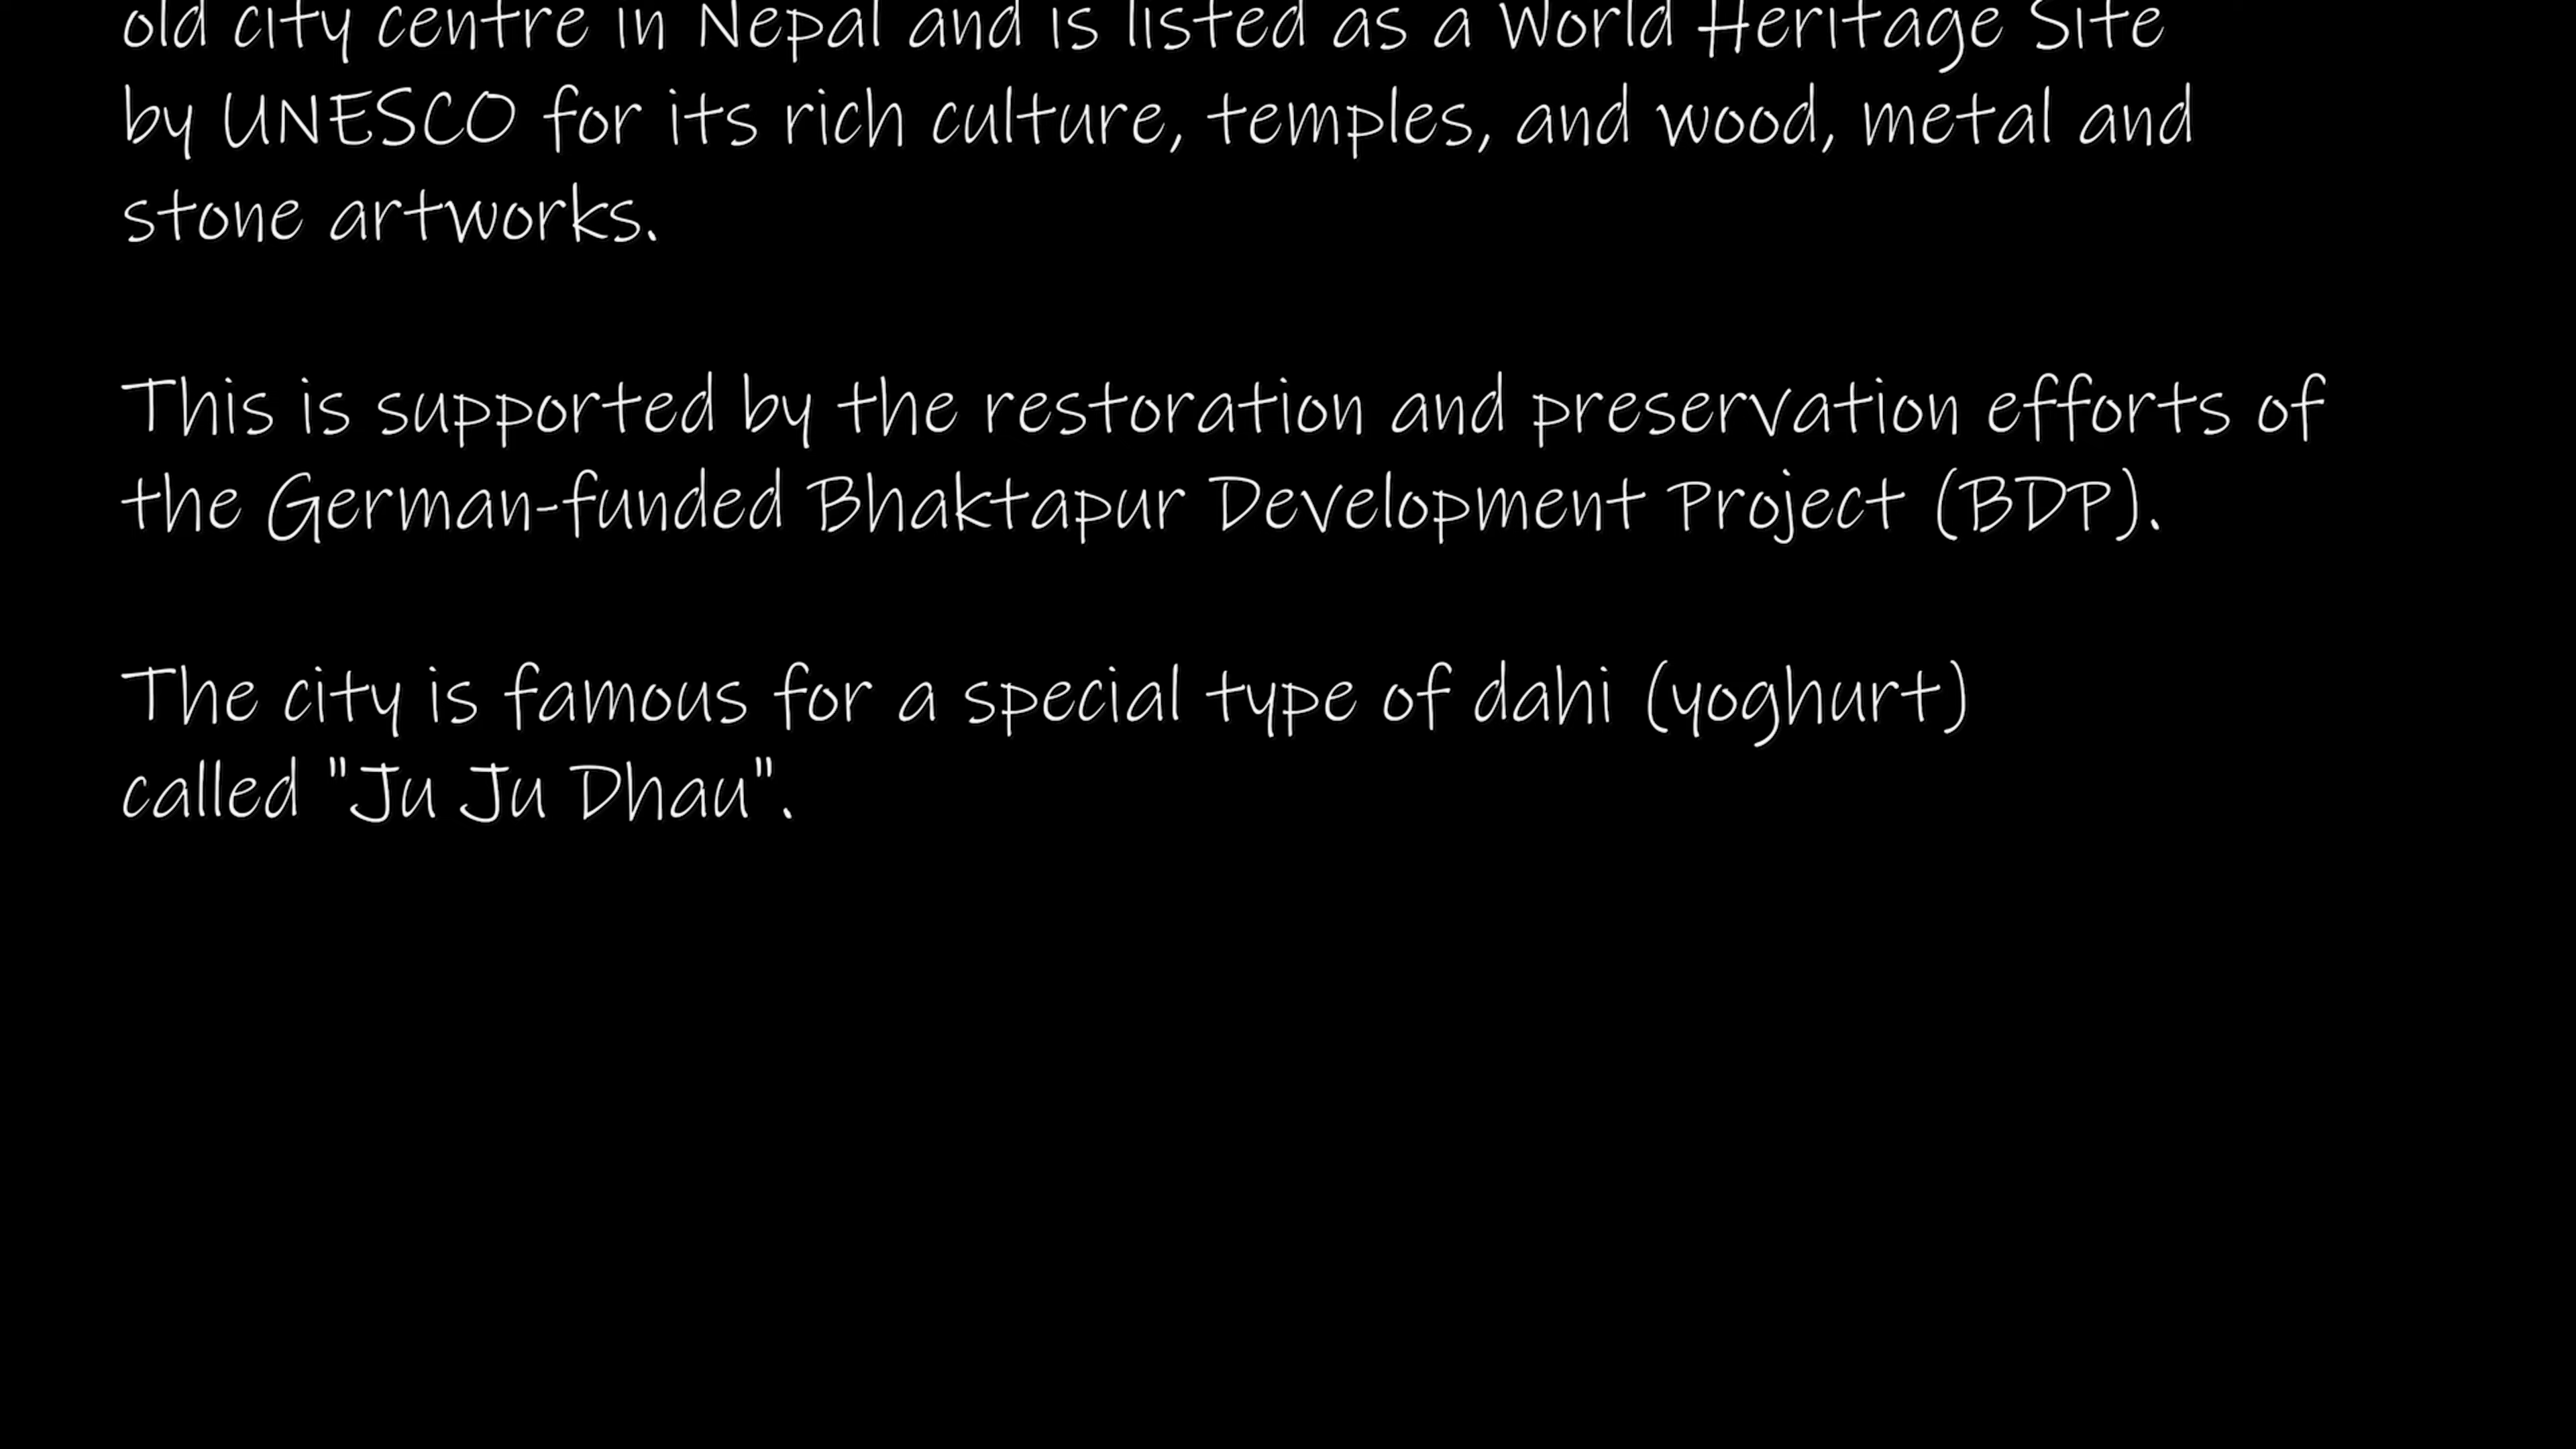 old city centre in Nepal and is listed as a World Heritage Site
by UNESCO for its rich culture, temples, and wood, metal and
stone artworks.
This is supported by the restoration and preservation efforts of
the German-funded Bhaktapur Development Project (BDP).
The city is famous for a special type of dahi (yoghurt)
called "Ju Ju Dhau".